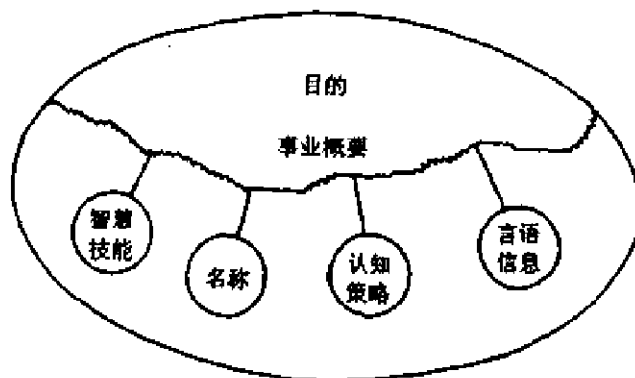 目的
事业概要
智慧
技能
名称
认知
策略
言语
信息